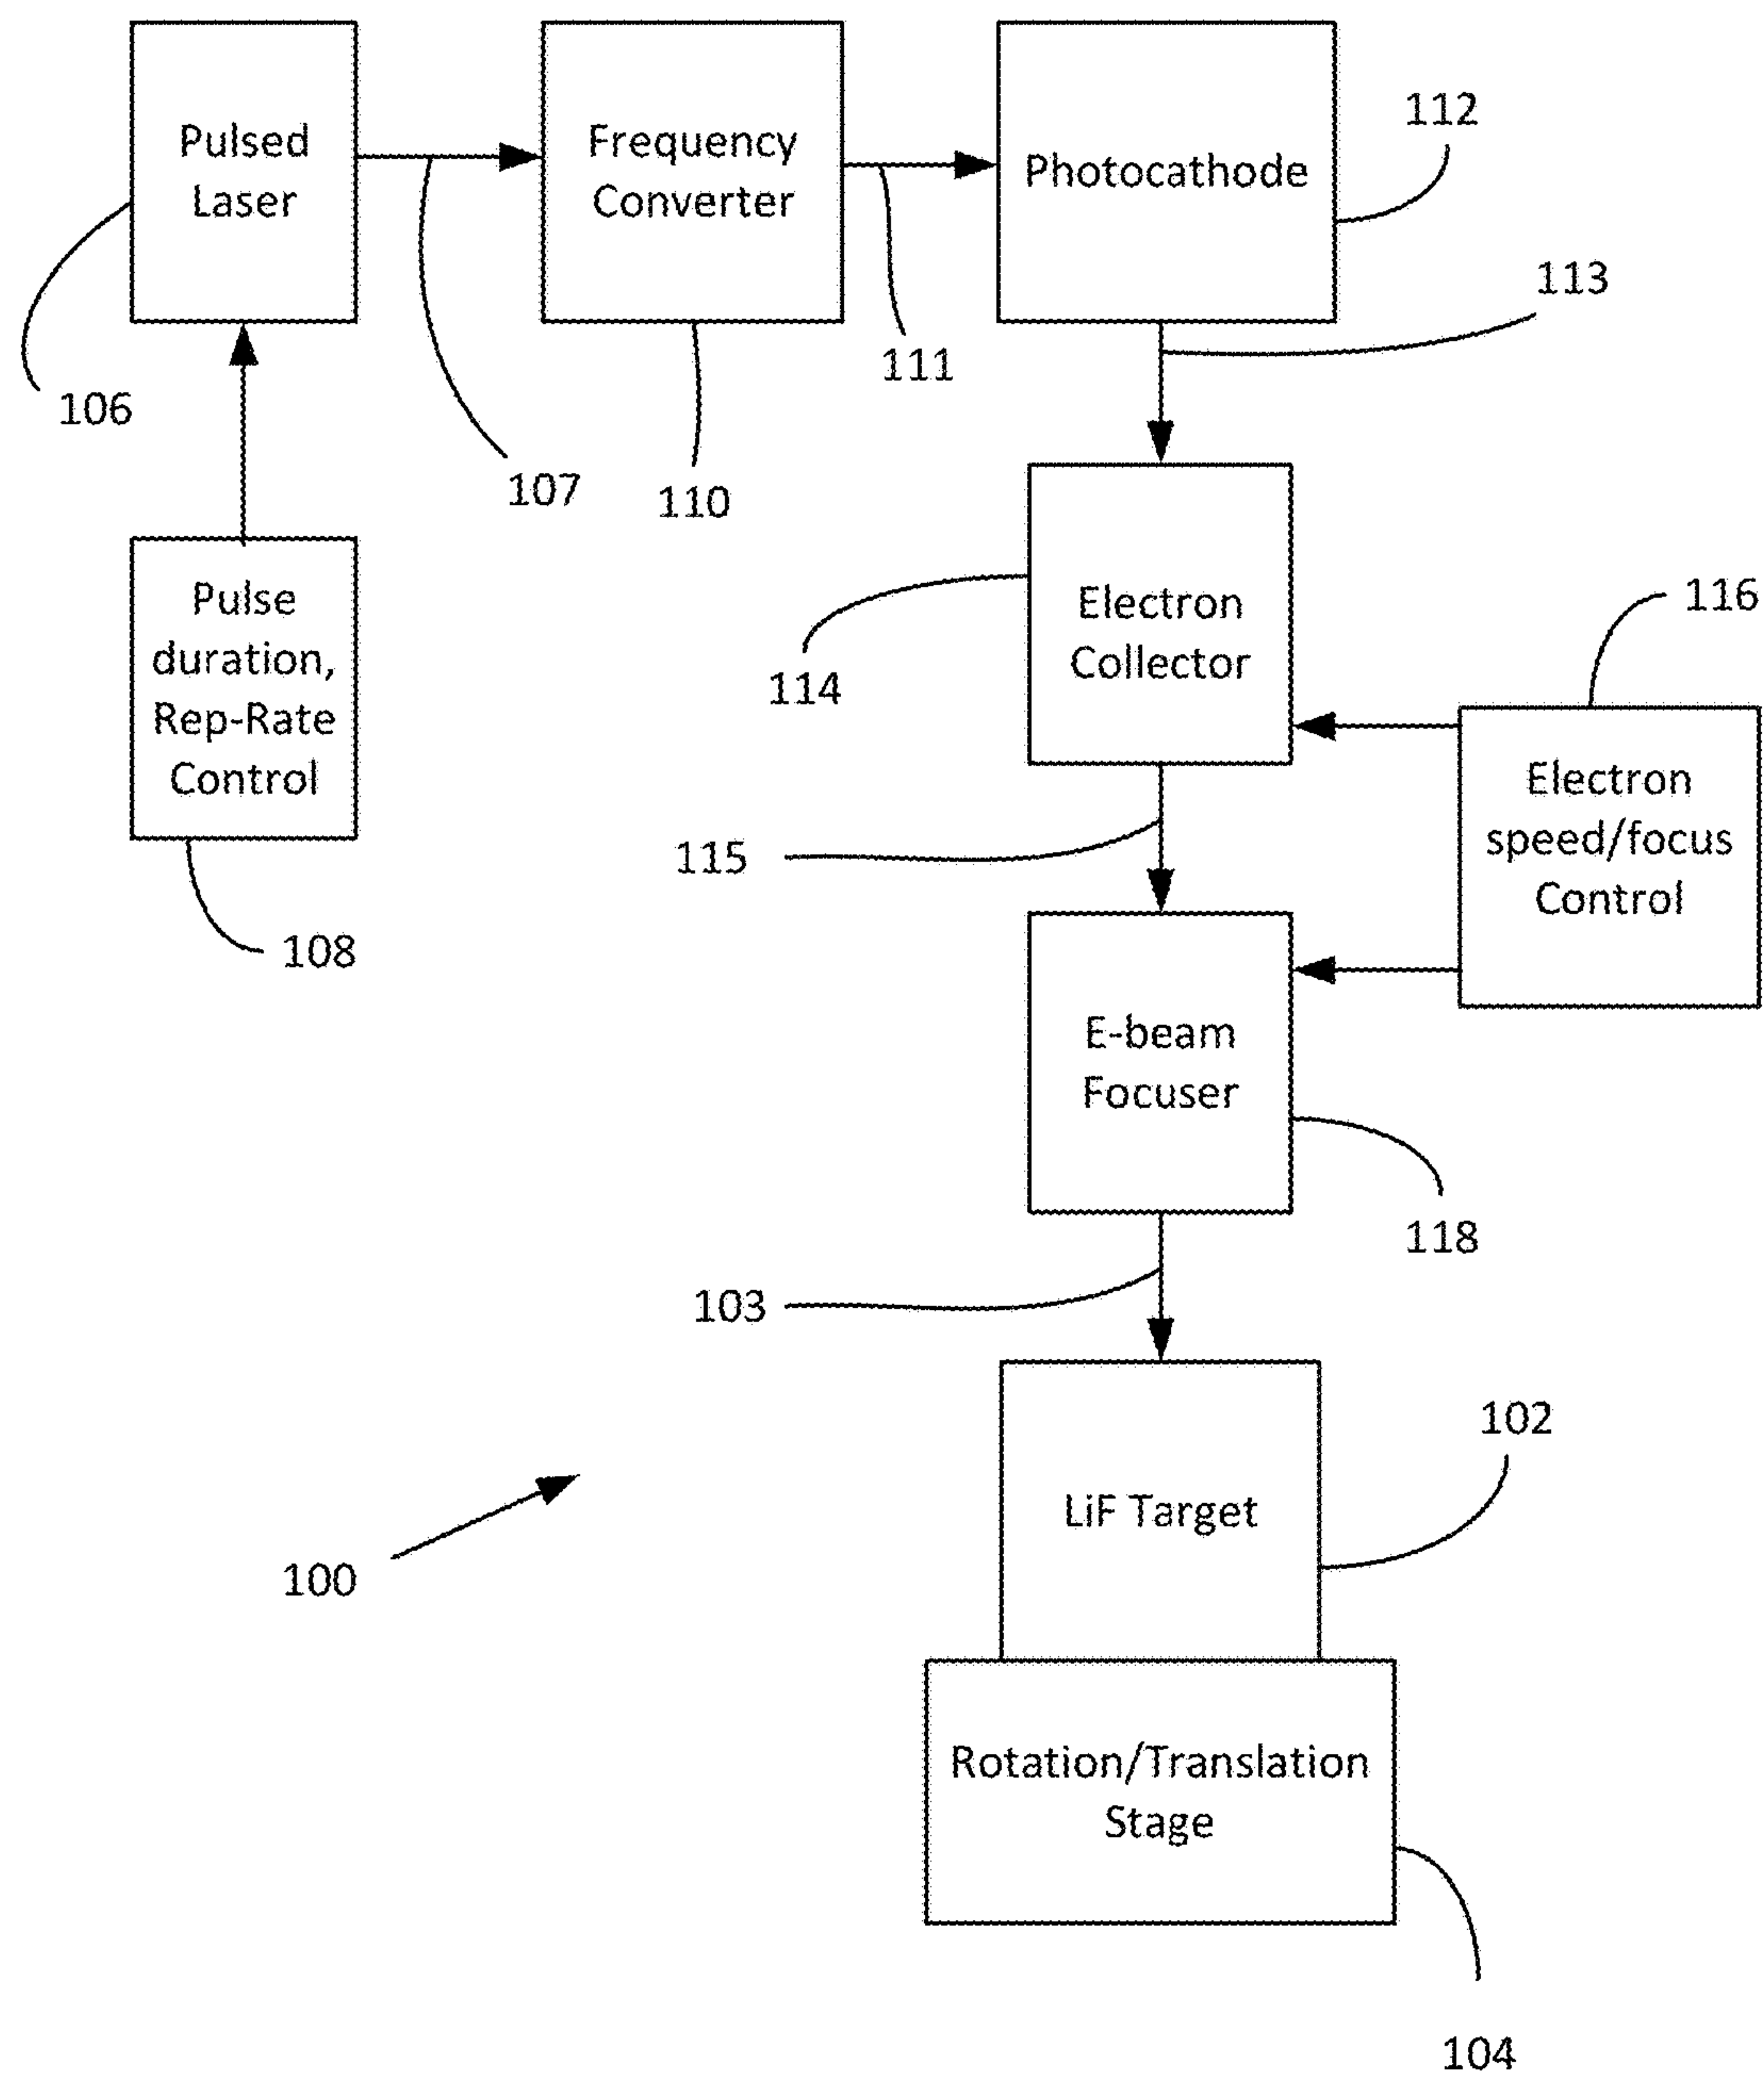 Pulsed
Laser
Frequency
Converter
Photocathode
112
113
111
106
107
110
Pulse
duration,
Rep-Rate
Control
108
Electron
Collector
114
116
Electron
speed/focus
Control
115
E-beam
Focuser
118
103
LiF Target
102
100
Rotation/Translation
Stage
104